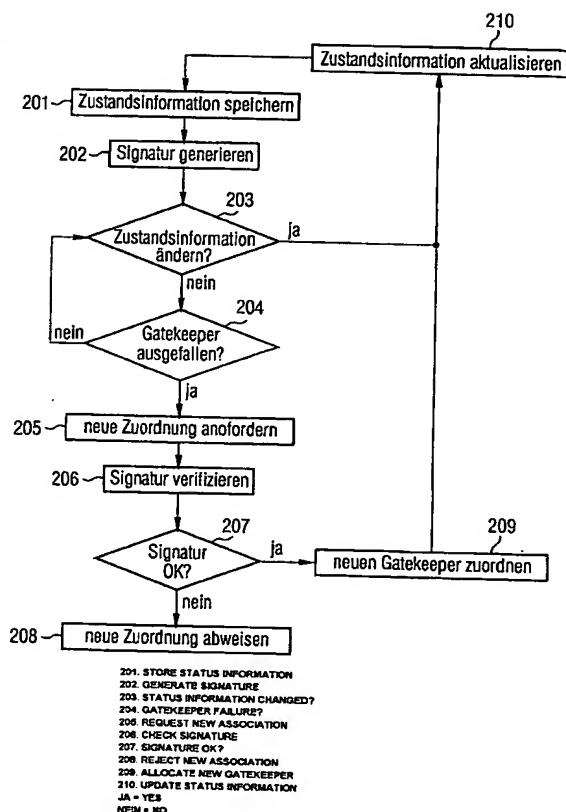 210
Zustandsinformation aktualisieren
201 Zustandsinformation speichern
202 Signatur generieren
203
Zustandsinformation
ändern?
ja
nein
204
nein
Gatekeeper
ausgefallen?
ja
205 neue Zuordnung anofordern
206 Signatur verifizieren
207
209
Signatur
OK?
ja
neuen Gatekeeper zuordnen
nein
208 neue Zuordnung abweisen
201. STORE STATUS INFORMATION
202. GENERATE SIGNATURE
203. STATUS INFORMATION CHANGED?
204. GATEKEEPER FAILURE?
205. REQUEST NEW ASSOCIATION
206. CHECK SIGNATURE
207. SIGNATURE OK?
208. REJECT NEW ASSOCIATION
209. ALLOCATE NEW GATEKEEPER
210. UPDATE STATUS INFORMATION
JA = YES
NEIN = NO